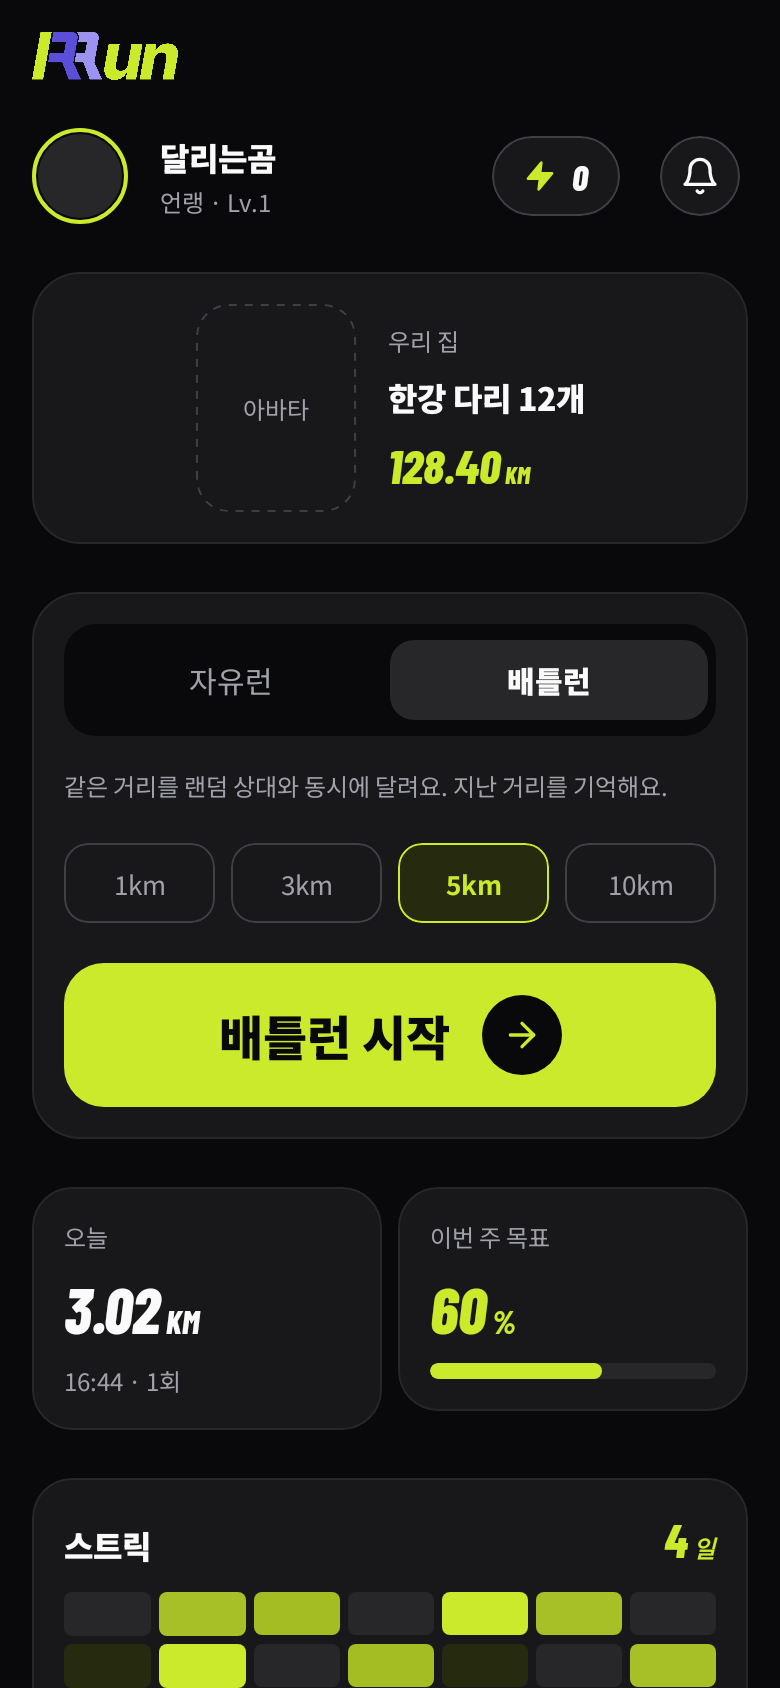 RRun
달리는곰
언랭 · Lv.1
0
우리 집
아바타
한강 다리 12개
128.40 KM
자유런
배틀런
같은 거리를 랜덤 상대와 동시에 달려요. 지난 거리를 기억해요.
1km
3km
5km
10km
배틀런 시작
오늘
이번 주 목표
3.02 KM
60 %
16:44 · 1회
스트릭
4 일